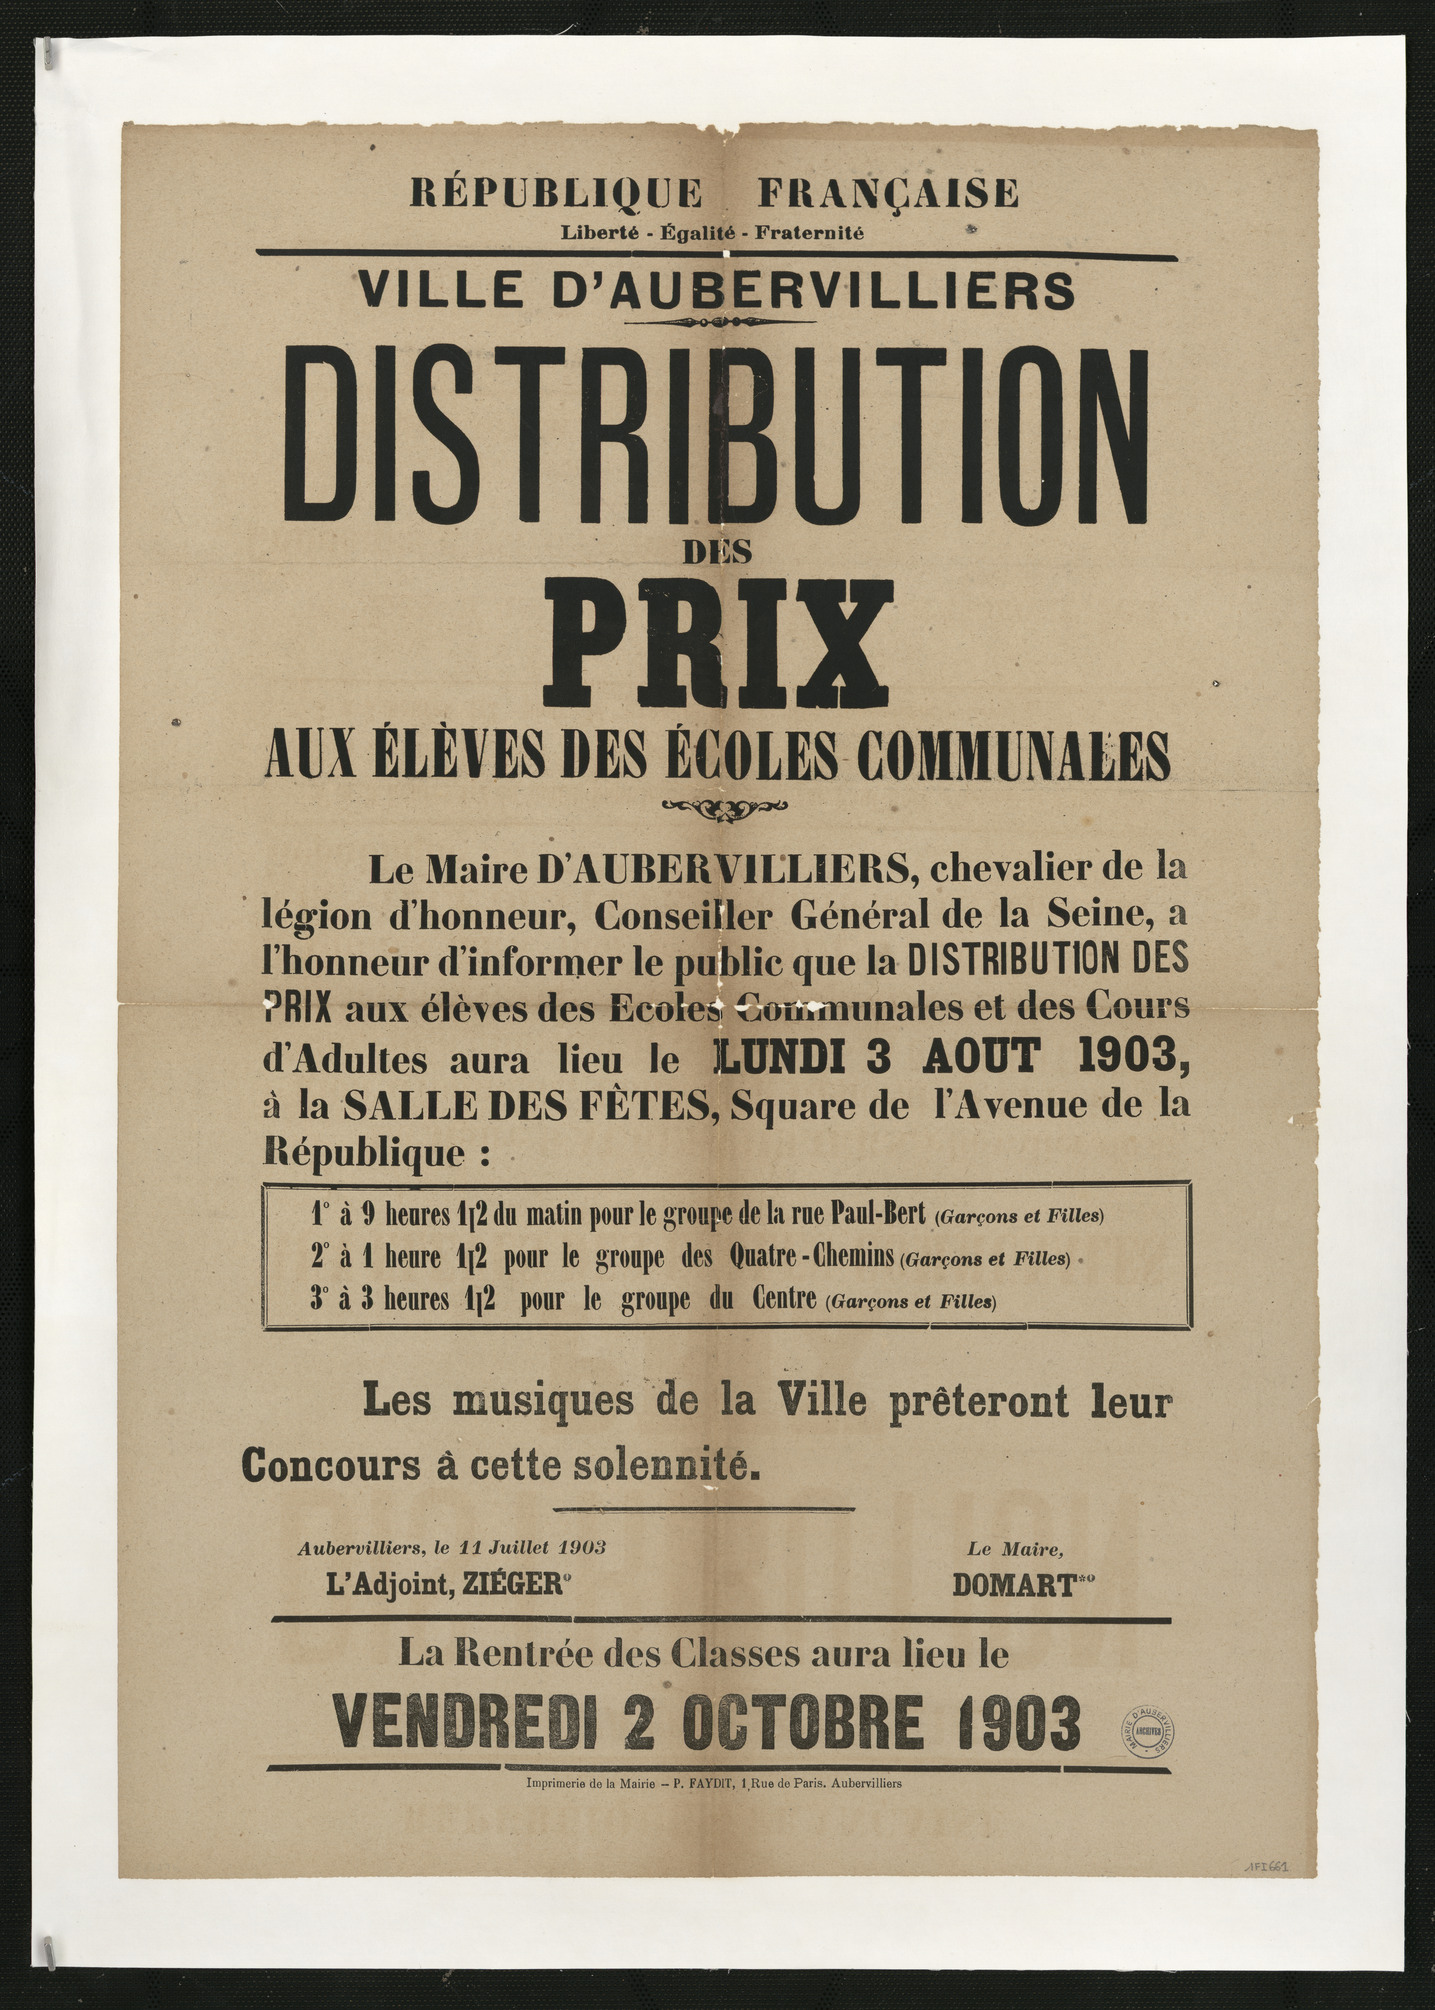 RÉPUBLIQUE FRANÇAISE
Liberté - Égalité - Fraternité
VILLE D'AUBERVILLIERS
DISTRIBUTION
DES
PRIX
AUX ÉLÈVES DES ÉCOLES COMMUNALES
Le Maire D'AUBERVILLIERS, chevalier de la
légion d'honneur, Conseiller Général de la Seine, a
l'honneur d'informer le public que la DISTRIBUTION DES
PRIX aux élèves des Ecoles Communales et des Cours
d'Adultes aura lieu le LUNDI 3 AOUT 1903,
à la SALLE DES FÊTES, Square de l'Avenue de la
République :
1° à 9 heures 1|2 du matin pour le groupe de la rue Paul-Bert (Garçons et Filles)
2° à 1 heure 1|2 pour le groupe des Quatre-Chemins (Garçons et Filles)
3° à 3 heures 1|2 pour le groupe du Centre (Garçons et Filles)
Les musiques de la Ville prêteront leur
Concours à cette solennité.
Aubervilliers, le 11 Juillet 1903
L'Adjoint, ZIÉGER°
Le Maire,
DOMART*°
La Rentrée des Classes aura lieu le
VENDREDI 2 OCTOBRE 1903
MAIRIE D'AUBERVILLIERS
ARCHIVES
Imprimerie de la Mairie — P. FAYDIT, 1, Rue de Paris. Aubervilliers
1FI661